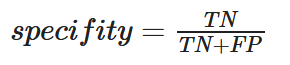 specifity = TN / TN+FP